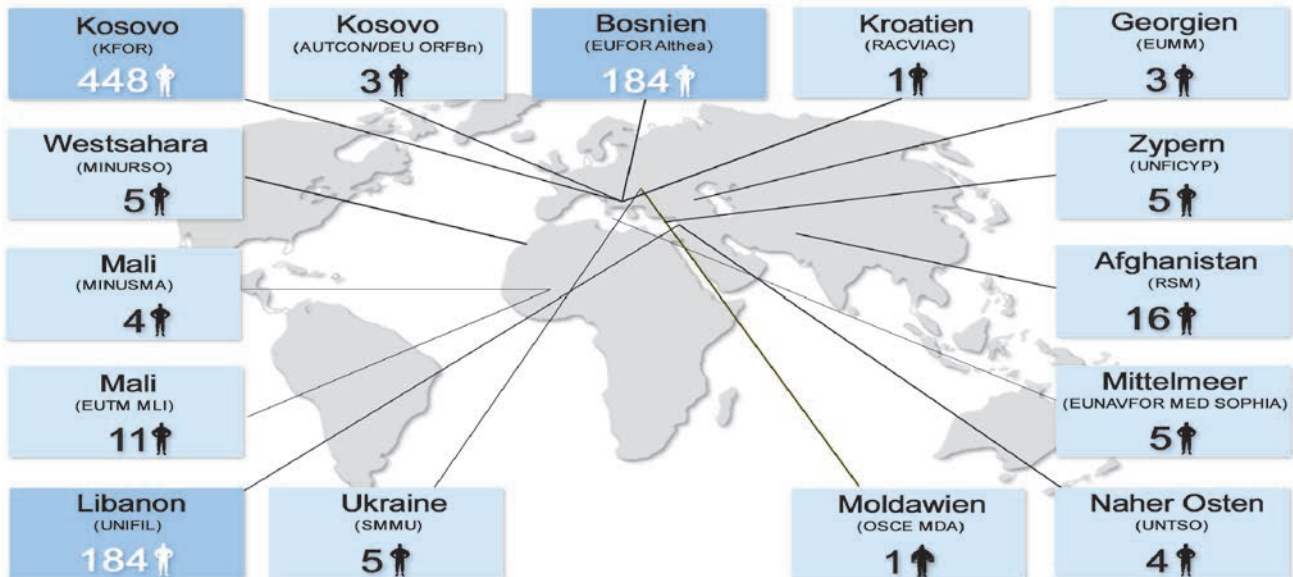 Kosovo
(KFOR)
448
Kosovo
(AUTCON/DEU ORFBn)
3
Bosnien
(EUFOR Althea)
184
Kroatien
(RACVIAC)
1
Georgien
(EUMM)
3
Westsahara
(MINURSO)
5
Zypern
(UNFICYP)
5
Mali
(MINUSMA)
4
Afghanistan
(RSM)
16
Mali
(EUTM MLI)
11
Mittelmeer
(EUNAVFOR MED SOPHIA)
5
Libanon
(UNIFIL)
184
Ukraine
(SMMU)
5
Moldawien
(OSCE MDA)
1
Naher Osten
(UNTSO)
4